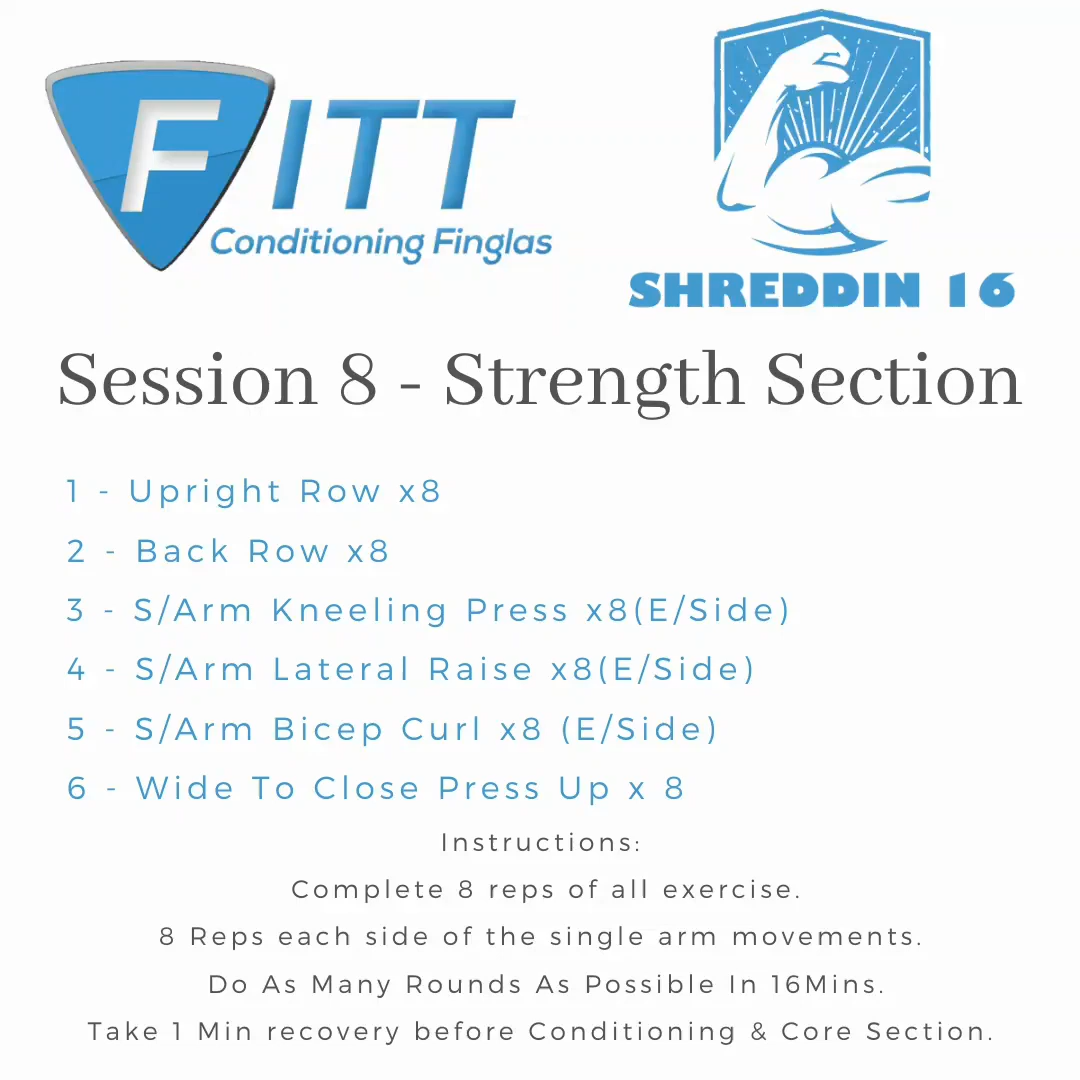 FITT
Conditioning Finglas
SHREDDIN 16
Session 8 - Strength Section
1 - Upright Row x8
2 - Back Row x8
3 - S/Arm Kneeling Press x8(E/Side)
4 - S/Arm Lateral Raise x8(E/Side)
5 - S/Arm Bicep Curl x8 (E/Side)
6 - Wide To Close Press Up x 8
Instructions:
Complete 8 reps of all exercise.
8 Reps each side of the single arm movements.
Do As Many Rounds As Possible In 16Mins.
Take 1 Min recovery before Conditioning & Core Section.